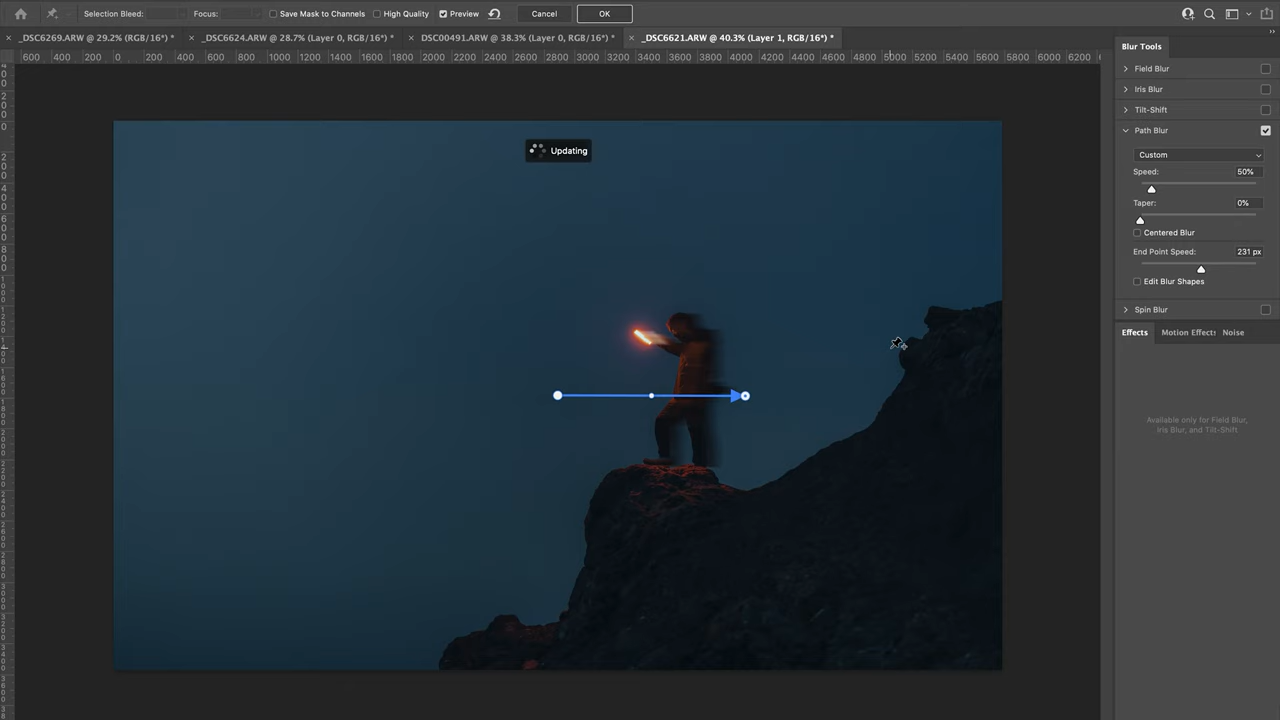 Selection Bleed: Focus: Save Mask to Channels High Quality Preview Cancel OK
× _DSC6269.ARW @ 29.2% (RGB/16*) * × _DSC6624.ARW @ 28.7% (Layer 0, RGB/16*) * × DSC00491.ARW @ 38.3% (Layer 0, RGB/16*) * × _DSC6621.ARW @ 40.3% (Layer 1, RGB/16*) *
600 400 200 0 200 400 600 800 1000 1200 1400 1600 1800 2000 2200 2400 2600 2800 3000 3200 3400 3600 3800 4000 4200 4400 4600 4800 5000 5200 5400 5600 5800 6000 6200
Updating
Blur Tools
Field Blur
Iris Blur
Tilt-Shift
Path Blur
Custom
Speed: 50%
Taper: 0%
Centered Blur
End Point Speed: 231 px
Edit Blur Shapes
Spin Blur
Effects Motion Effects Noise
Available only for Field Blur,
Iris Blur, and Tilt-Shift